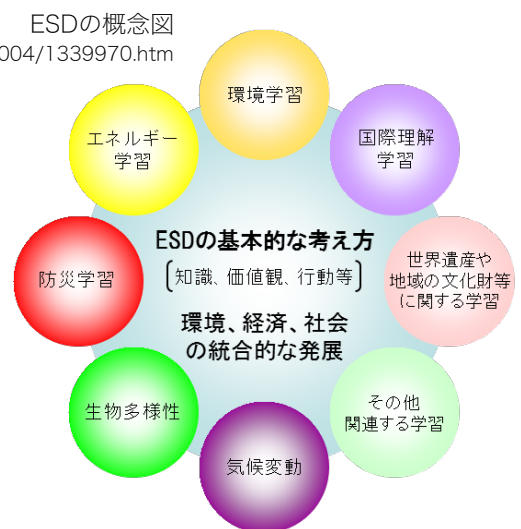 ESDの概念図
004/1339970.htm
環境学習
エネルギー
学習
国際理解
学習
ESDの基本的な考え方
[知識、価値観、行動等]
環境、経済、社会
の統合的な発展
防災学習
世界遺産や
地域の文化財等
に関する学習
生物多様性
その他
関連する学習
気候変動